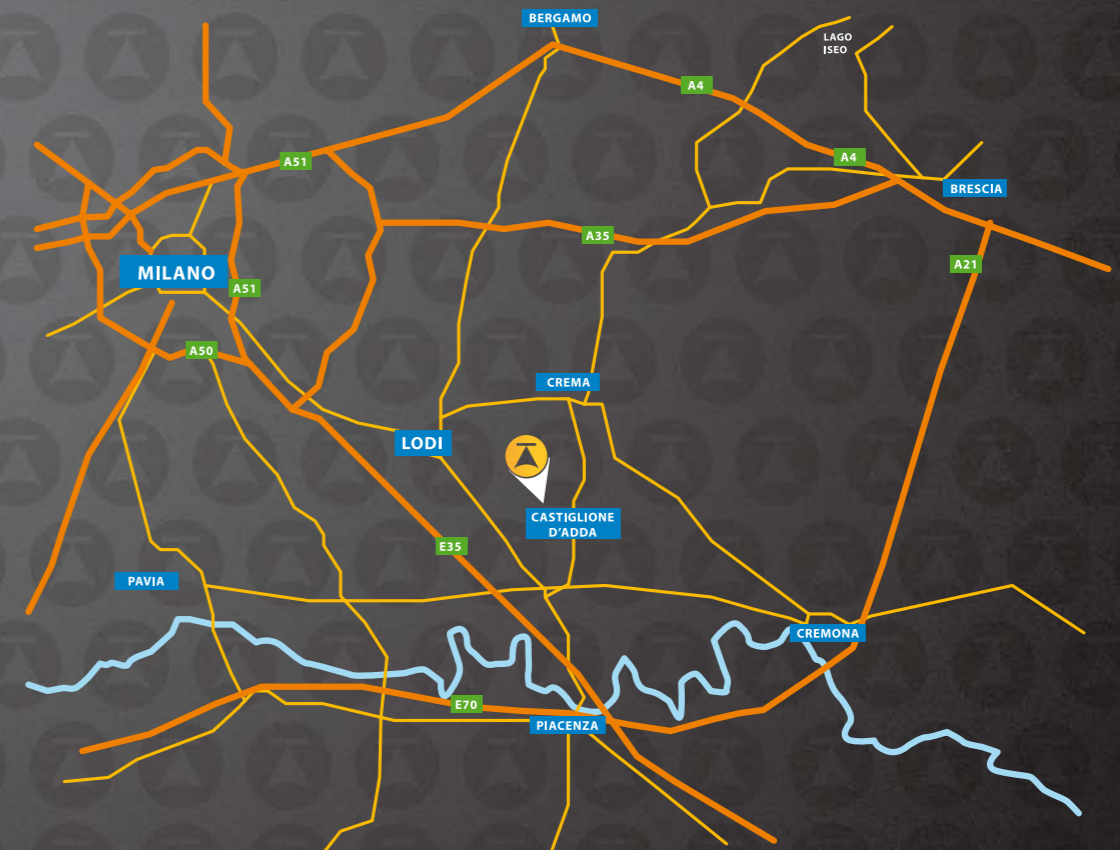 BERGAMO
LAGO
ISEO
A4
A4
A51
BRESCIA
A35
A21
MILANO
A51
A50
CREMA
LODI
CASTIGLIONE
D'ADDA
E35
PAVIA
CREMONA
E70
PIACENZA